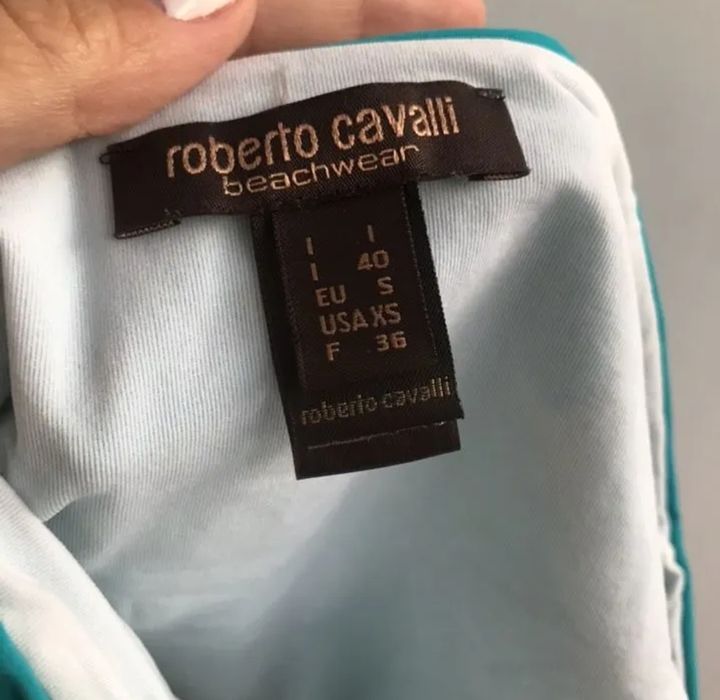 roberto cavalli
beachwear
I I
I 40
EU S
USA XS
F 36
roberto cavalli